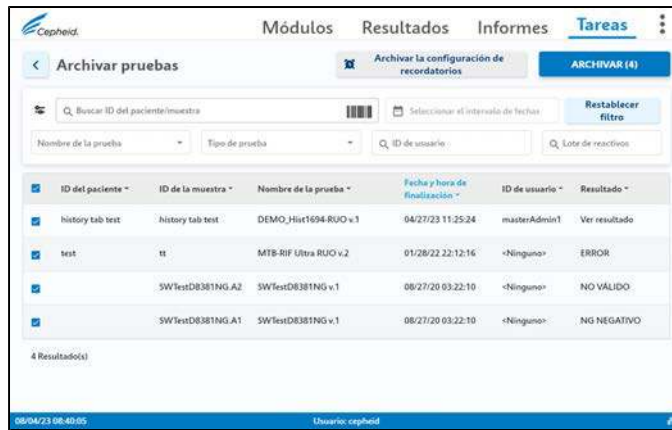 Cepheid.
Módulos Resultados Informes Tareas
Archivar pruebas
Archivar la configuración de
recordatorios
ARCHIVAR (4)
Buscar ID del paciente/muestra
Seleccionar el intervalo de fechas
Restablecer
filtro
Nombre de la prueba
Tipo de prueba
ID de usuario
Lote de reactivos
ID del paciente ID de la muestra Nombre de la prueba Fecha y hora de
finalización ID de usuario Resultado
history tab test history tab test DEMO_Hist1694-RUO v.1 04/27/23 11:25:24 masterAdmin1 Ver resultado
test tt MTB-RIF Ultra RUO v.2 01/28/22 22:12:16 <Ninguno> ERROR
SWTestD8381NG.A2 SWTestD8381NG v.1 08/27/20 03:22:10 <Ninguno> NO VÁLIDO
SWTestD8381NG.A1 SWTestD8381NG v.1 08/27/20 03:22:10 <Ninguno> NG NEGATIVO
4 Resultado(s)
08/04/23 08:40:05 Usuario: cepheid